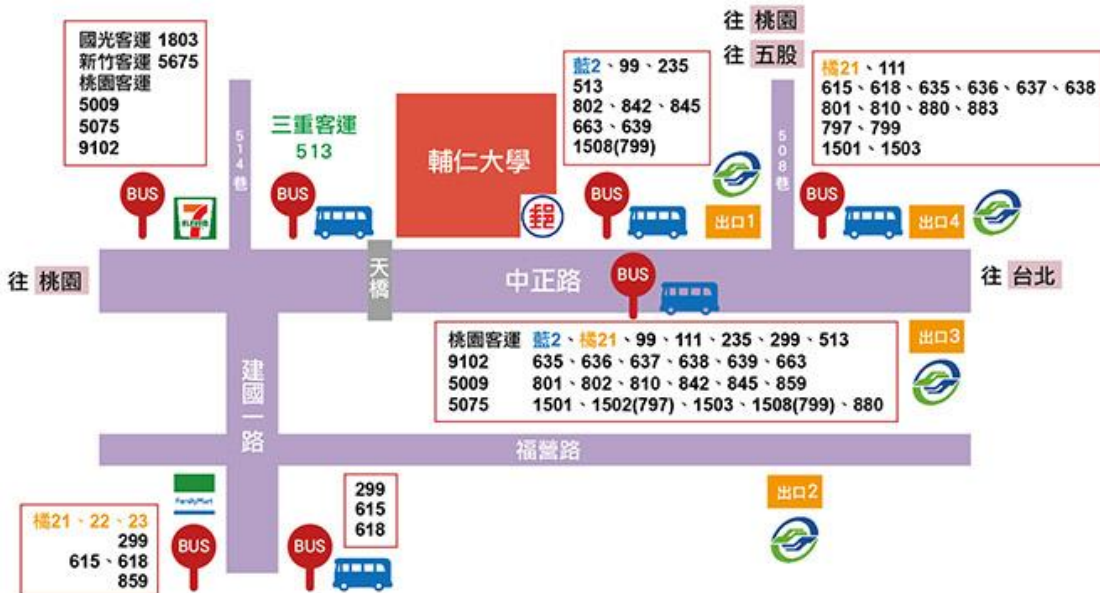 往 桃園
往 五股
國光客運 1803
新竹客運 5675
桃園客運
5009
5075
9102
514巷
三重客運
513
輔仁大學
郵
藍2、99、235
513
802、842、845
663、639
1508(799)
508巷
橘21、111
615、618、635、636、637、638
801、810、880、883
797、799
1501、1503
BUS
7
ELEVEN
BUS
BUS
出口1
BUS
出口4
往 桃園
天橋
中正路
BUS
往 台北
桃園客運 藍2、橘21、99、111、235、299、513
9102 635、636、637、638、639、663
5009 801、802、810、842、845、859
5075 1501、1502(797)、1503、1508(799)、880
出口3
建國一路
福營路
FamilyMart
299
615
618
出口2
橘21、22、23
299
615、618
859
BUS
BUS